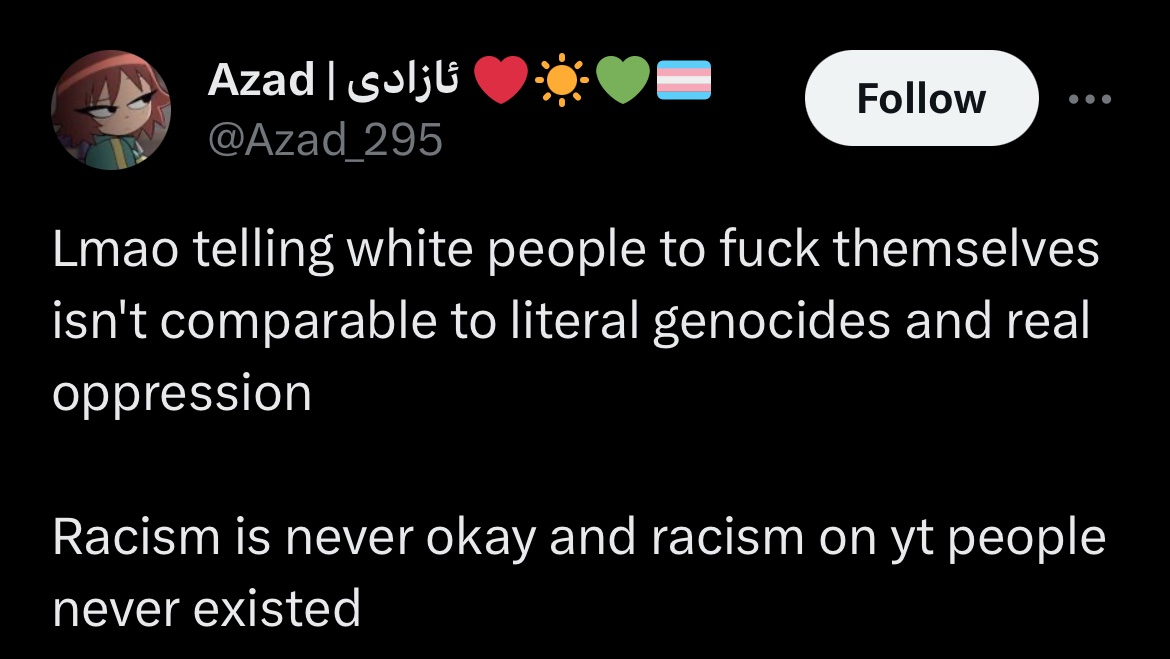 Azad | ئازادی ❤️☀️💚🏳️‍⚧️
Follow
@Azad_295
Lmao telling white people to fuck themselves
isn't comparable to literal genocides and real
oppression
Racism is never okay and racism on yt people
never existed